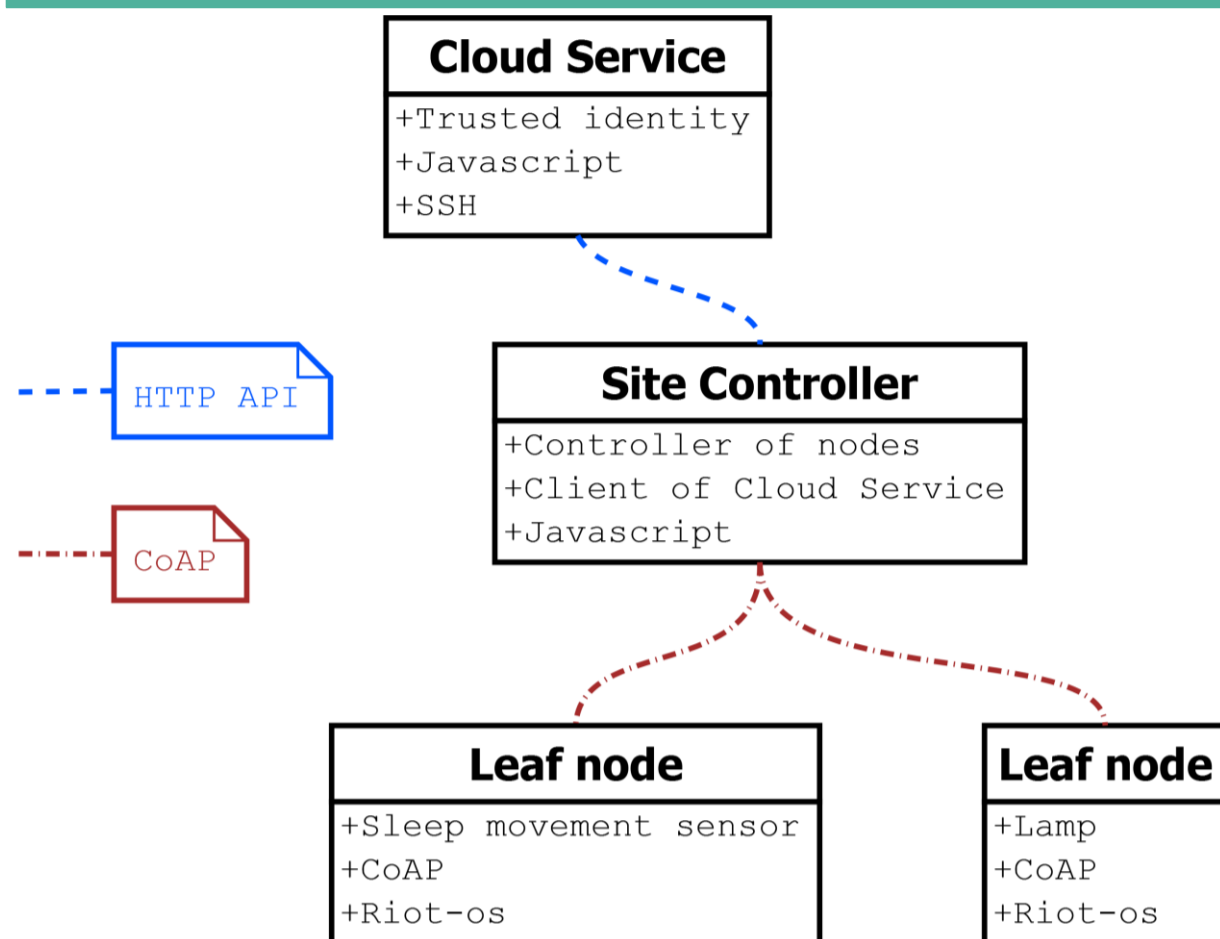 Cloud Service
+Trusted identity
+Javascript
+SSH
HTTP API
Site Controller
+Controller of nodes
+Client of Cloud Service
+Javascript
CoAP
Leaf node
+Sleep movement sensor
+CoAP
+Riot-os
Leaf node
+Lamp
+CoAP
+Riot-os